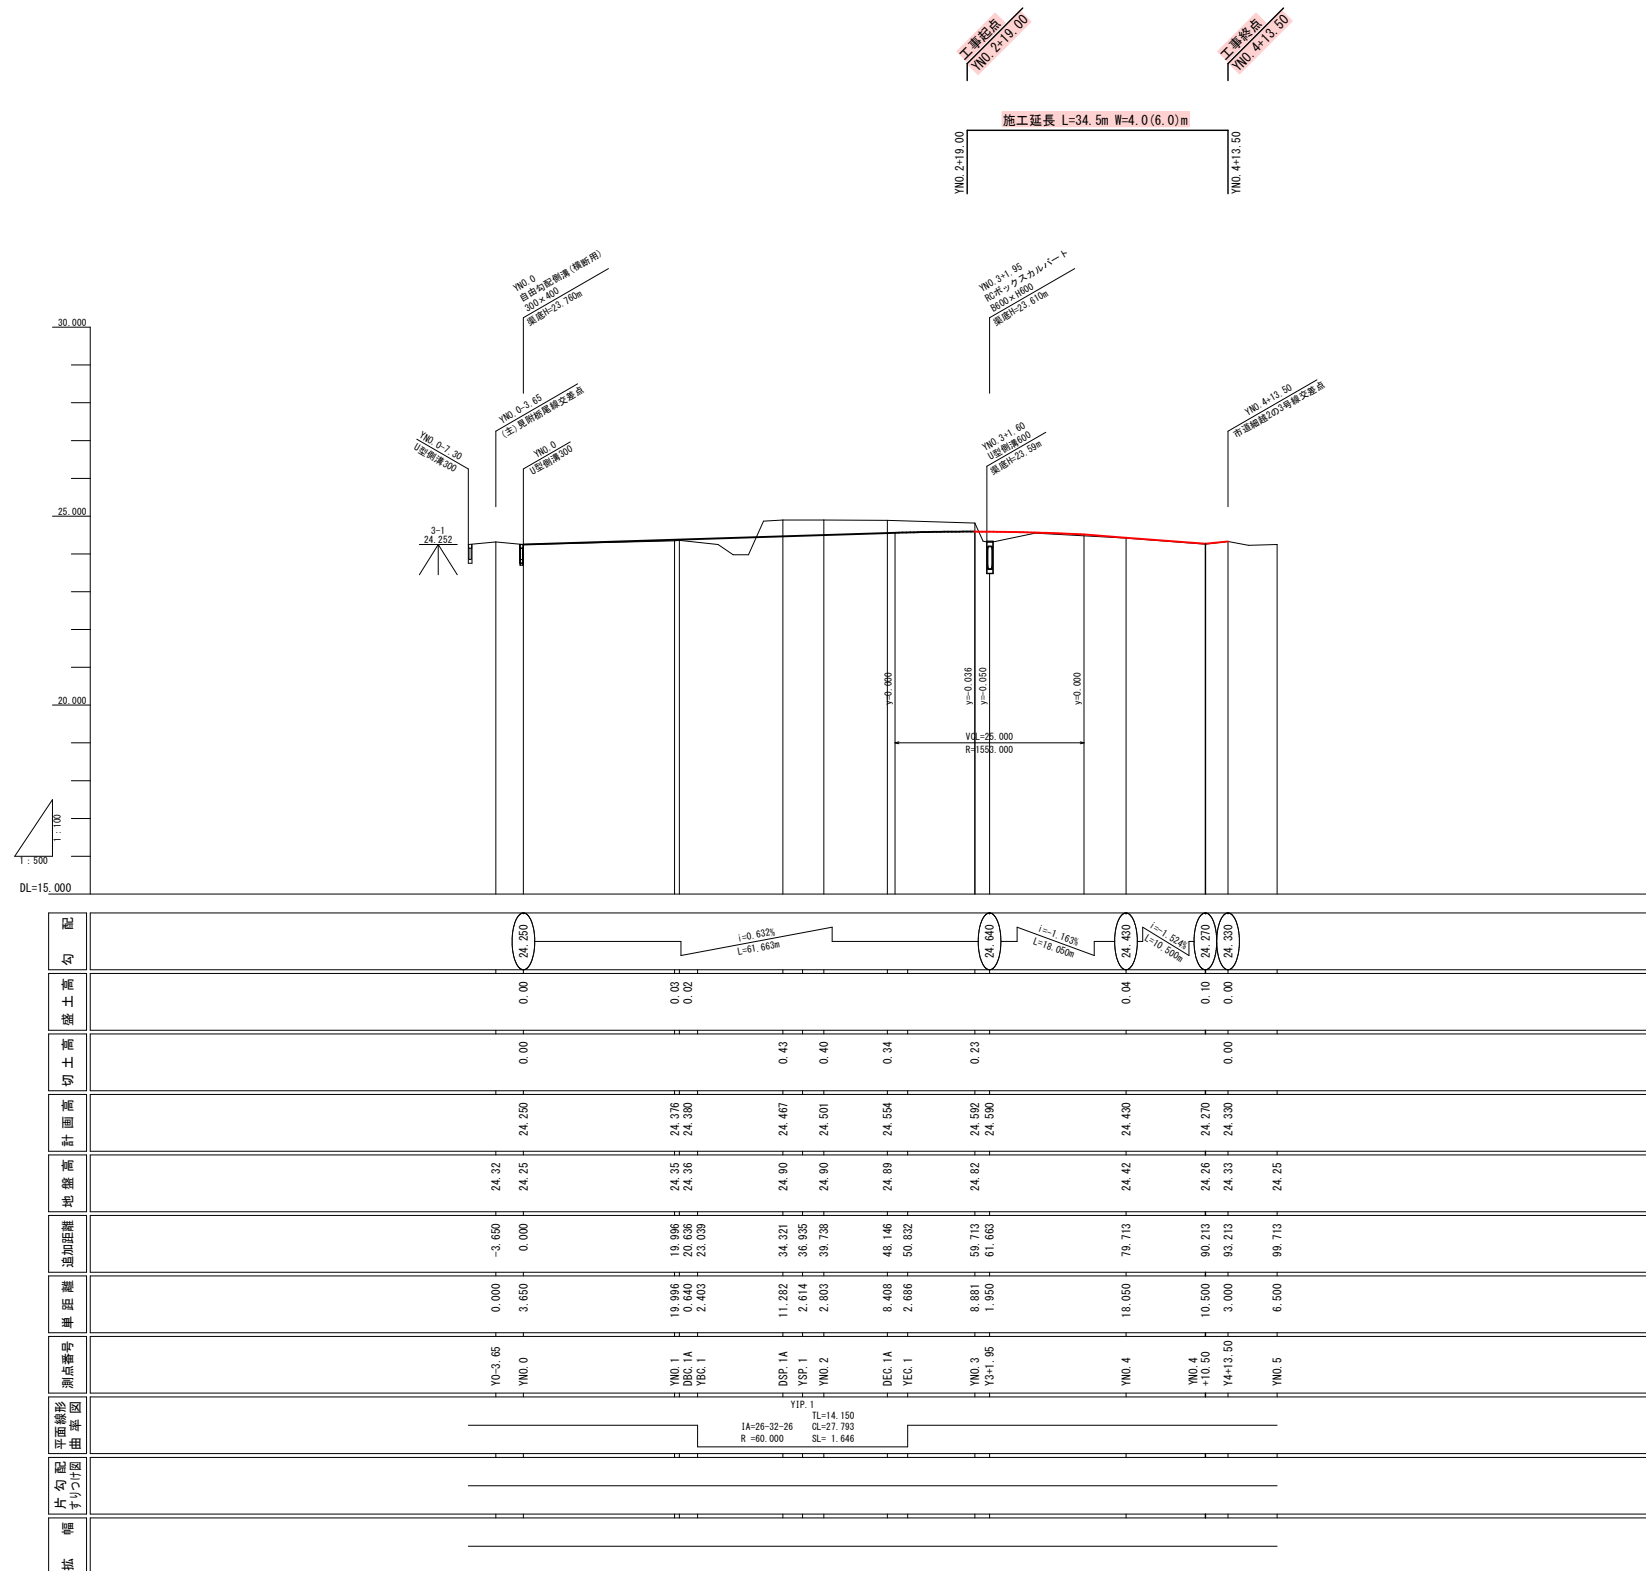 工事起点
YNO. 2+19.00
工事終点
YNO. 4+13.50
施工延長 L=34.5m W=4.0(6.0)m
YNO. 2+19.00
YNO. 4+13.50
YNO. 0
自由勾配側溝(横断用)
300×400
渠底H=23.760m
YNO. 3+1.95
RCボックスカルバート
B600×H600
渠底H=23.610m
YNO. 0-3.65
(主)見附栃尾線交差点
YNO. 0-7.30
U型側溝300
YNO. 0
U型側溝300
YNO. 3+1.60
U型側溝600
渠底H=23.59m
YNO. 4+13.50
市道細越2の3号線交差点
30.000
25.000
20.000
DL=15.000
3-1
24.252
1:100
1:500
y=0.000
y=-0.036
y=-0.050
y=0.000
VCL=25.000
R=1553.000
勾配
24.250
i=0.632%
L=61.663m
24.640
i=-1.163%
L=18.050m
24.430
i=-1.524%
L=10.500m
24.270
24.330
盛土高
0.00
0.03
0.02
0.04
0.10
0.00
切土高
0.00
0.43
0.40
0.34
0.23
0.00
計画高
24.250
24.376
24.380
24.467
24.501
24.554
24.592
24.590
24.430
24.270
24.330
地盤高
24.32
24.25
24.35
24.36
24.90
24.90
24.89
24.82
24.42
24.26
24.33
24.25
追加距離
-3.650
0.000
19.996
20.636
23.039
34.321
36.935
39.738
48.146
50.832
59.713
61.663
79.713
90.213
93.213
99.713
単距離
0.000
3.650
19.996
0.640
2.403
11.282
2.614
2.803
8.408
2.686
8.881
1.950
18.050
10.500
3.000
6.500
測点番号
Y0-3.65
YNO. 0
YNO. 1
DBC. 1A
YBC. 1
DSP. 1A
YSP. 1
YNO. 2
DEC. 1A
YEC. 1
YNO. 3
Y3+1.95
YNO. 4
YNO. 4
+10.50
Y4+13.50
YNO. 5
平面線形
曲率図
YIP. 1
TL=14.150
IA=26-32-26 CL=27.793
R =60.000 SL= 1.646
片勾配
すりつけ図
拡幅